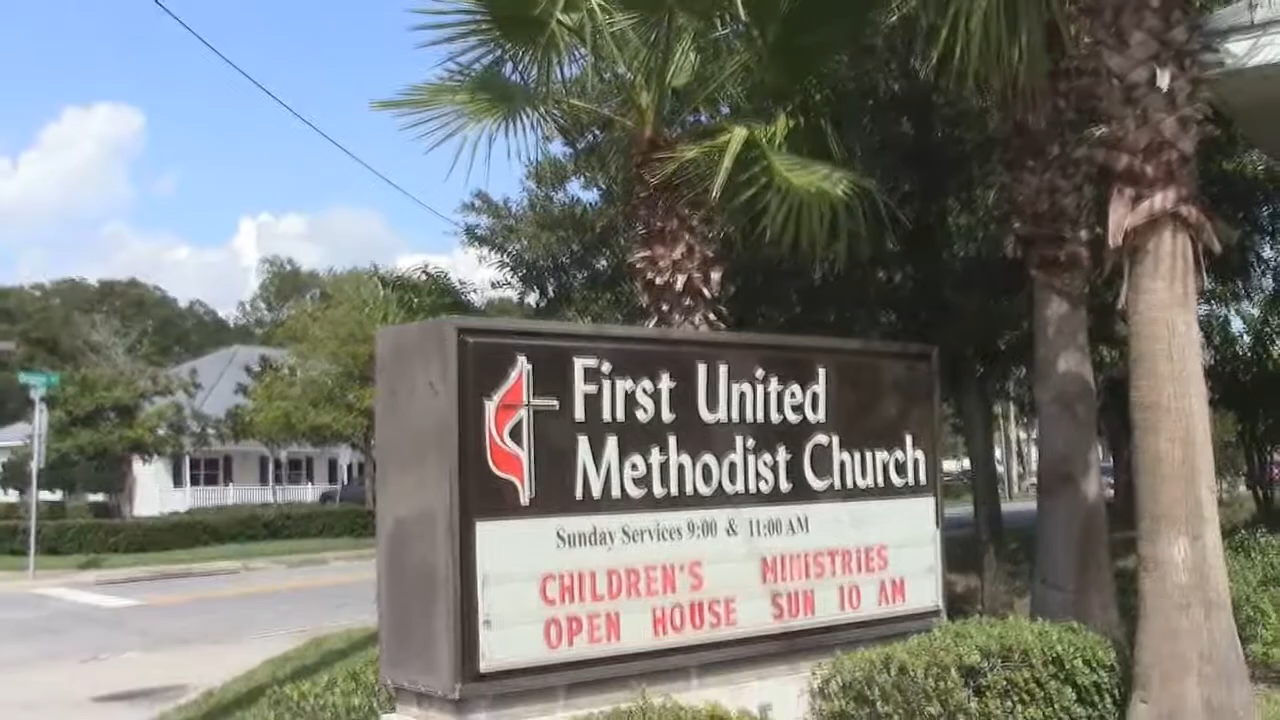 First United
Methodist Church
Sunday Services 9:00 & 11:00 AM
CHILDREN'S MINISTRIES
OPEN HOUSE SUN 10 AM